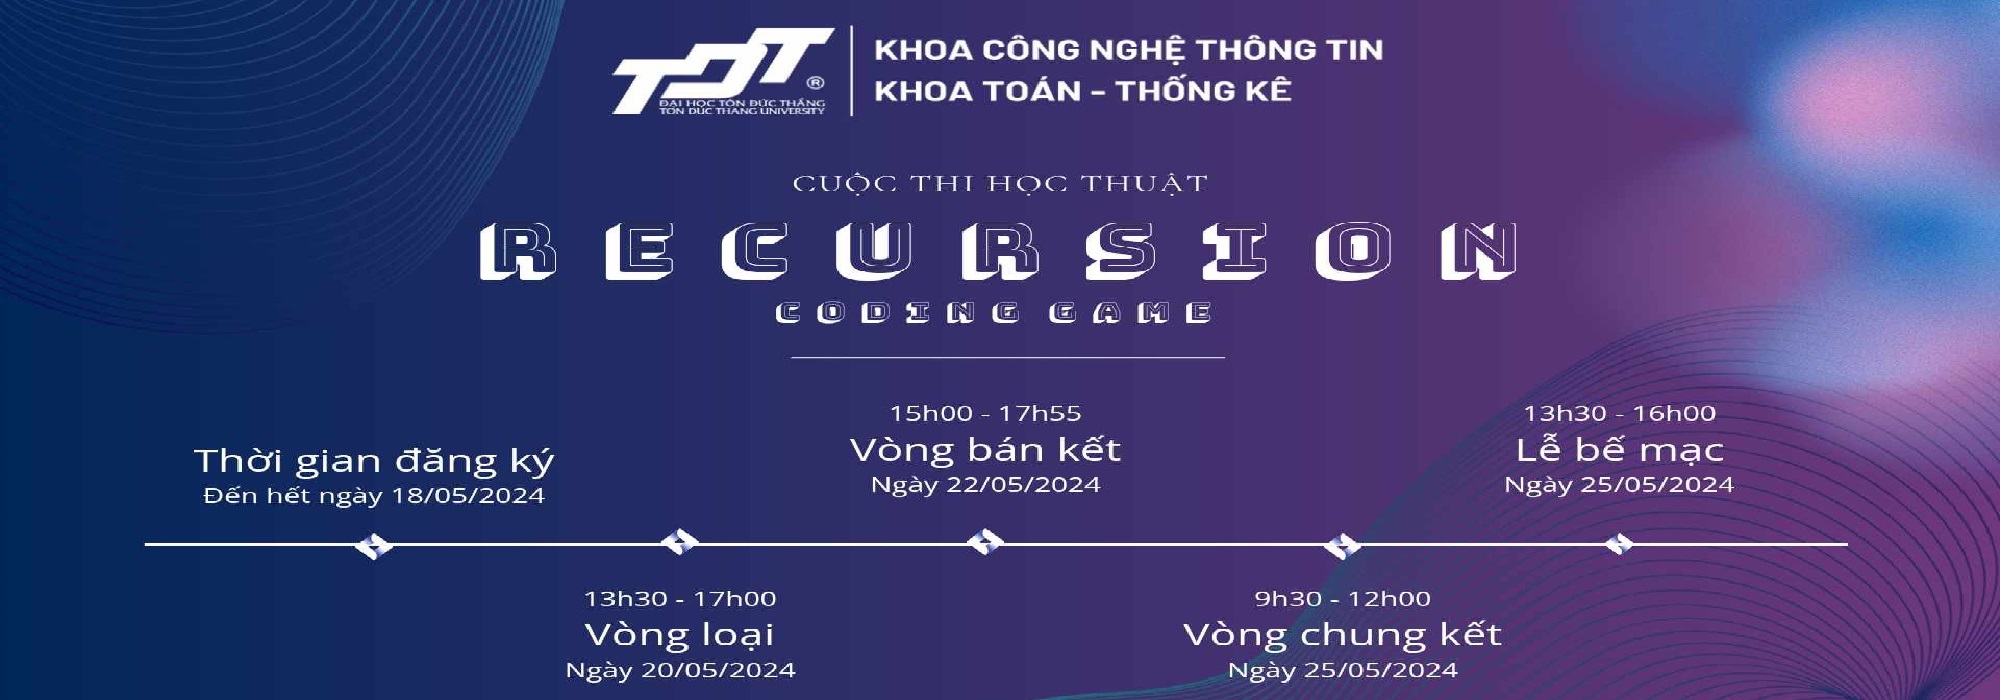 TDT®
ĐẠI HỌC TÔN ĐỨC THẮNG
TON DUC THANG UNIVERSITY
KHOA CÔNG NGHỆ THÔNG TIN
KHOA TOÁN - THỐNG KÊ
CUỘC THI HỌC THUẬT
RECURSION
CODING GAME
Thời gian đăng ký
Đến hết ngày 18/05/2024
13h30 - 17h00
Vòng loại
Ngày 20/05/2024
15h00 - 17h55
Vòng bán kết
Ngày 22/05/2024
9h30 - 12h00
Vòng chung kết
Ngày 25/05/2024
13h30 - 16h00
Lễ bế mạc
Ngày 25/05/2024